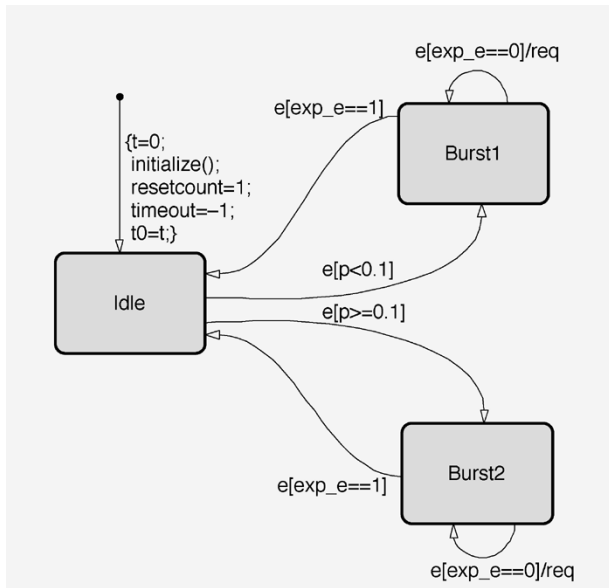 e[exp_e==0]/req
e[exp_e==1]
Burst1
{t=0;
initialize();
resetcount=1;
timeout=–1;
t0=t;}
e[p<0.1]
Idle
e[p>=0.1]
Burst2
e[exp_e==1]
e[exp_e==0]/req